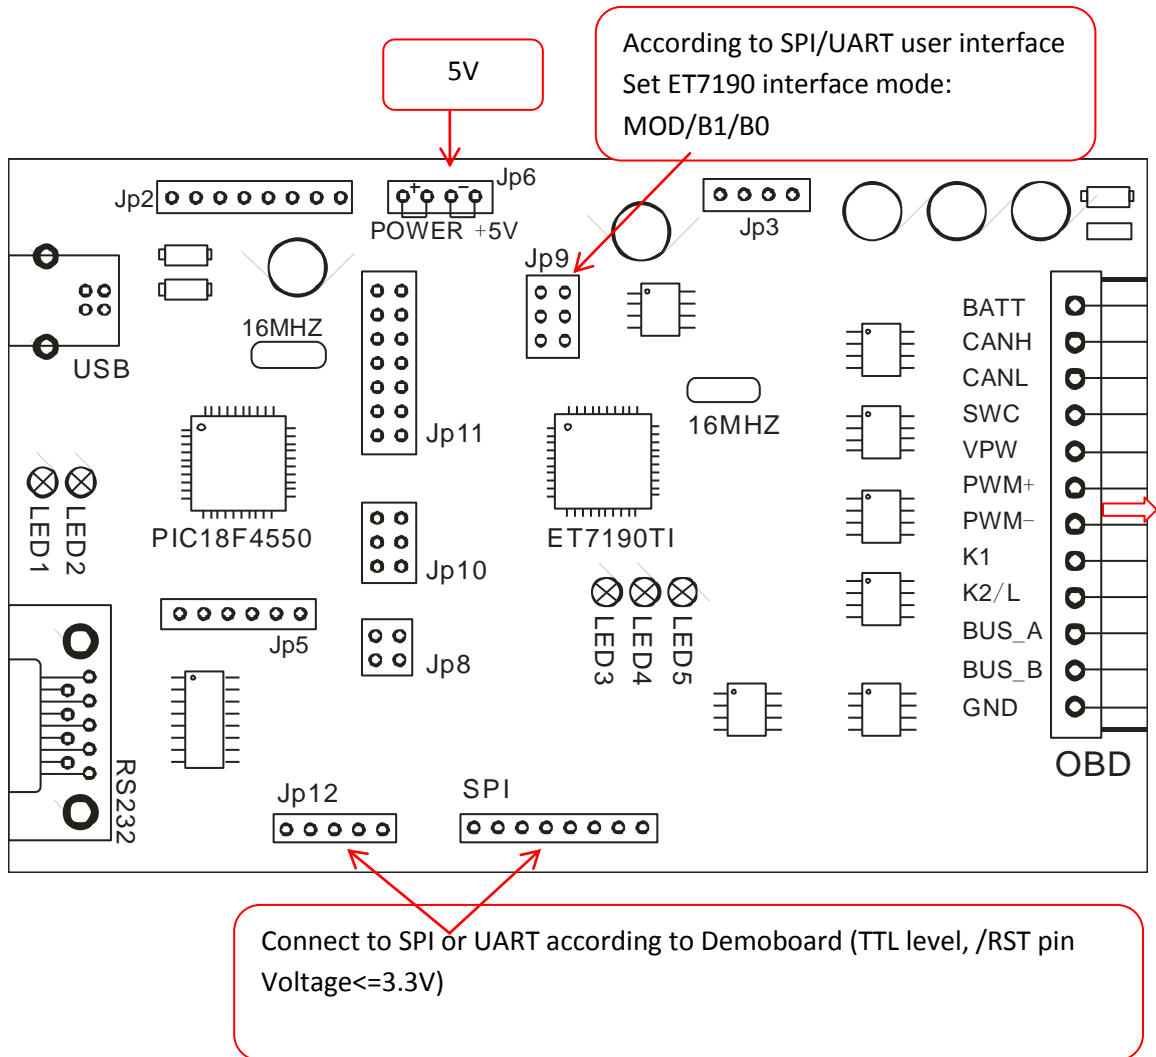 5V
According to SPI/UART user interface
Set ET7190 interface mode:
MOD/B1/B0
Jp2
+ -
Jp6
POWER +5V
Jp3
Jp9
16MHZ
USB
Jp11
16MHZ
BATT
CANH
CANL
SWC
VPW
PWM+
PWM-
K1
K2/L
BUS_A
BUS_B
GND
OBD
LED1
LED2
PIC18F4550
ET7190TI
Jp10
Jp5
Jp8
LED3
LED4
LED5
RS232
Jp12
SPI
Connect to SPI or UART according to Demoboard (TTL level, /RST pin
Voltage<=3.3V)